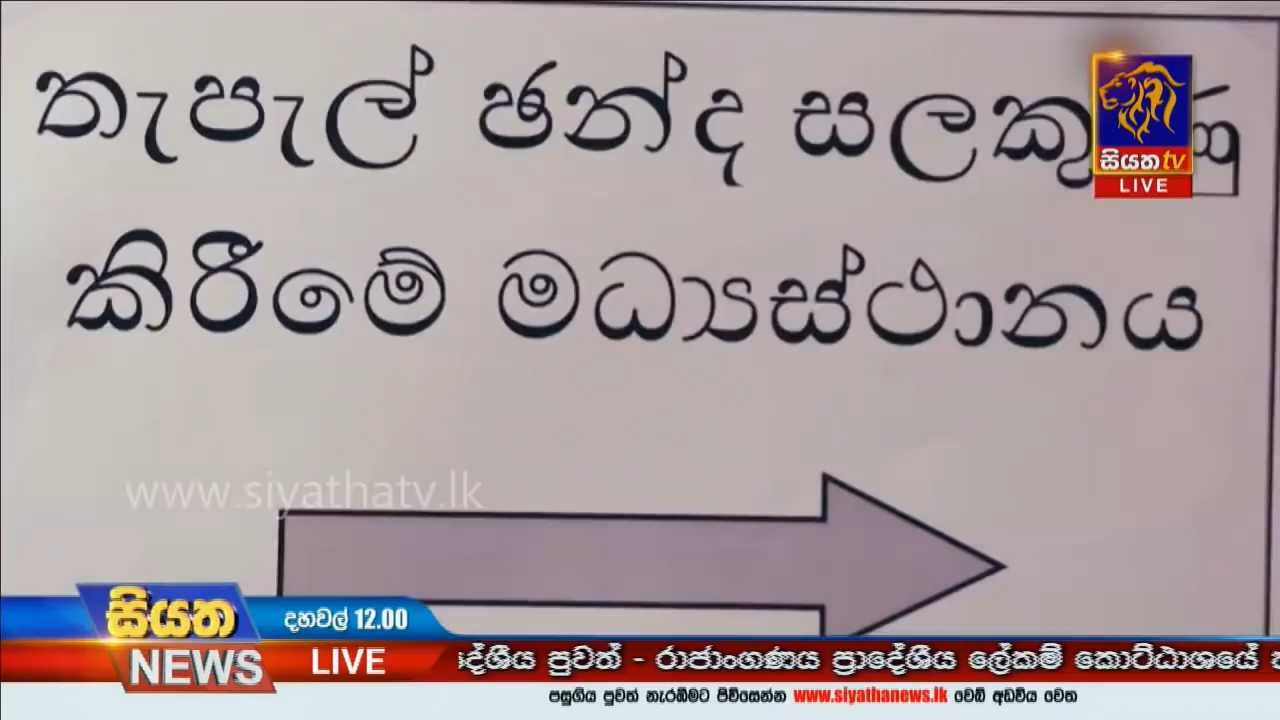 තැපැල් ඡන්ද සලකුණු
කිරීමේ මධ්‍යස්ථානය
සියත tv
LIVE
www.siyathatv.lk
සියත
NEWS
දහවල් 12.00
LIVE
පුවත් - රාජාංගණය ප්‍රාදේශීය ලේකම් කොට්ඨාශයේ
පසුගිය පුවත් නැරඹීමට පිවිසෙන්න www.siyathanews.lk වෙබ් අඩවිය වෙත